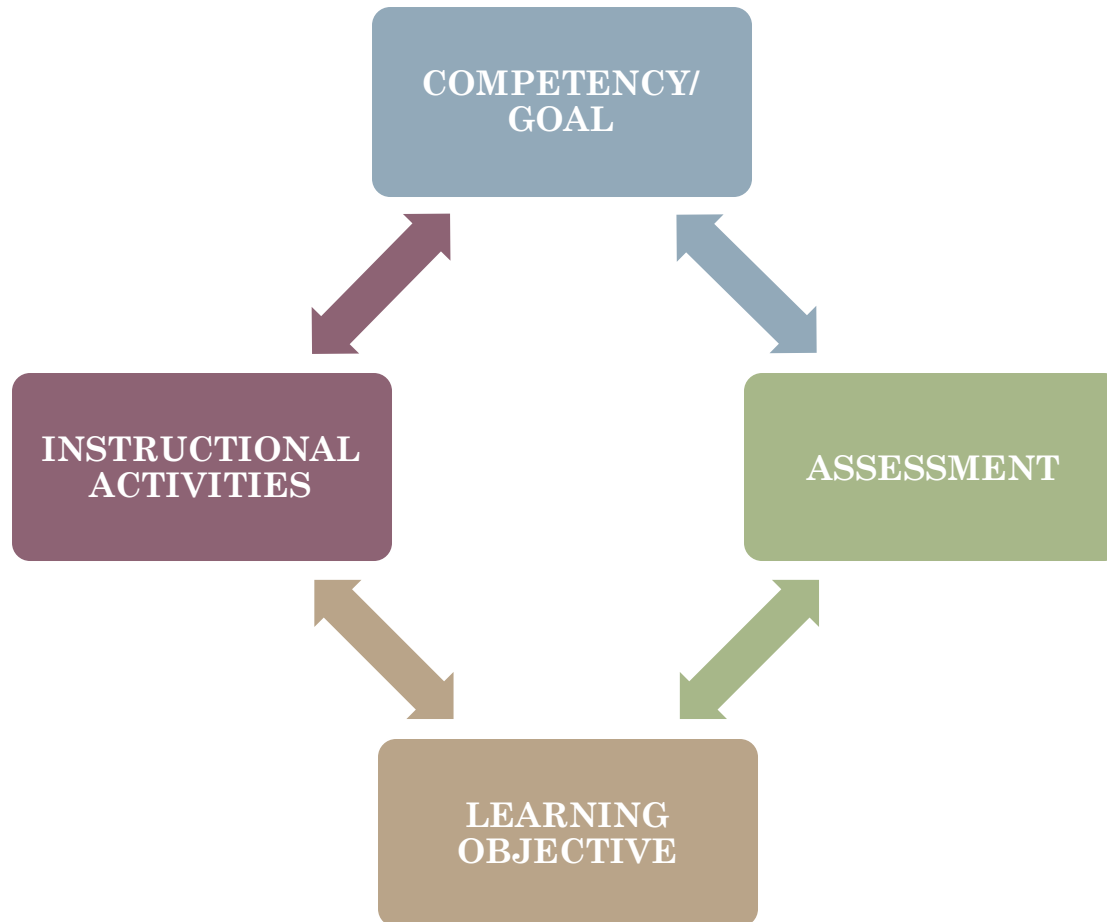 COMPETENCY/
GOAL
INSTRUCTIONAL
ACTIVITIES
ASSESSMENT
LEARNING
OBJECTIVE